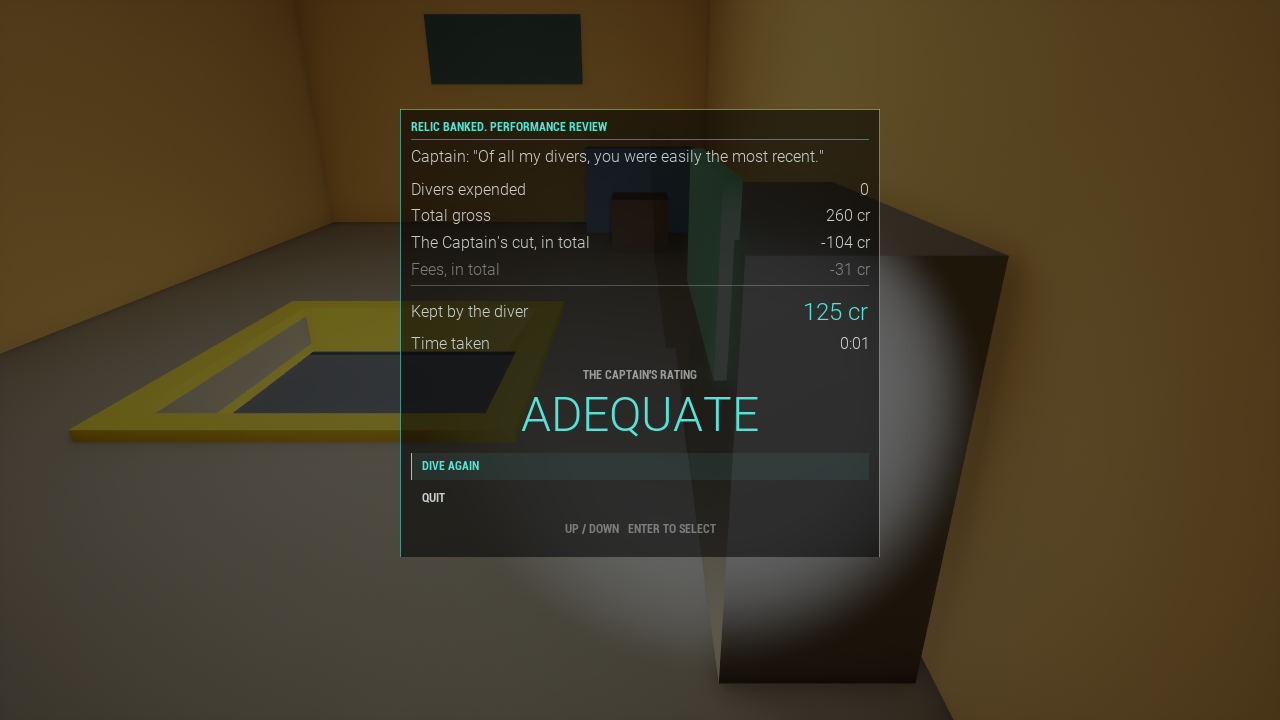 RELIC BANKED. PERFORMANCE REVIEW
Captain: "Of all my divers, you were easily the most recent."
Divers expended 0
Total gross 260 cr
The Captain's cut, in total -104 cr
Fees, in total -31 cr
Kept by the diver 125 cr
Time taken 0:01
THE CAPTAIN'S RATING
ADEQUATE
DIVE AGAIN
QUIT
UP / DOWN ENTER TO SELECT